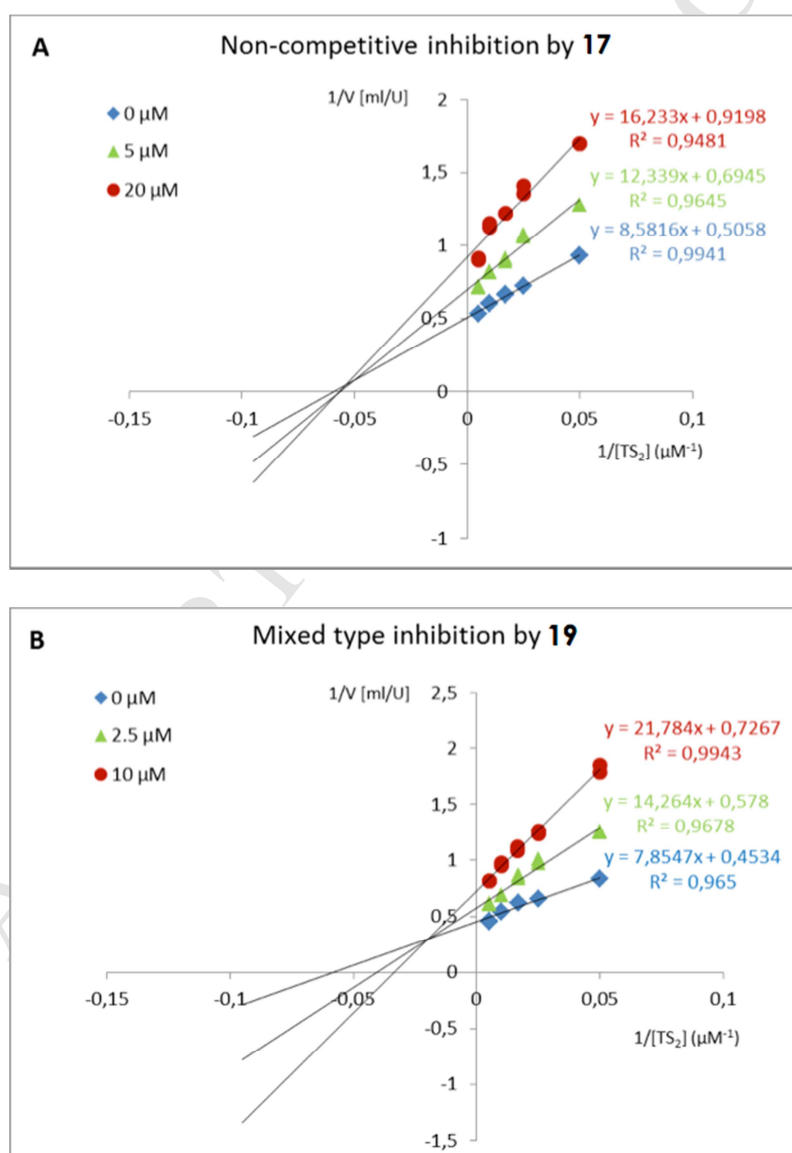 A
Non-competitive inhibition by 17
1/V [ml/U]
0 µM
5 µM
20 µM
2
1,5
1
0,5
0
-0,5
-1
-0,15
-0,1
-0,05
0
0,05
0,1
1/[TS₂] (µM⁻¹)
y = 16,233x + 0,9198
R² = 0,9481
y = 12,339x + 0,6945
R² = 0,9645
y = 8,5816x + 0,5058
R² = 0,9941
B
Mixed type inhibition by 19
1/V [ml/U]
0 µM
2.5 µM
10 µM
2,5
2
1,5
1
0,5
0
-0,5
-1
-1,5
-0,15
-0,1
-0,05
0
0,05
0,1
1/[TS₂] (µM⁻¹)
y = 21,784x + 0,7267
R² = 0,9943
y = 14,264x + 0,578
R² = 0,9678
y = 7,8547x + 0,4534
R² = 0,965